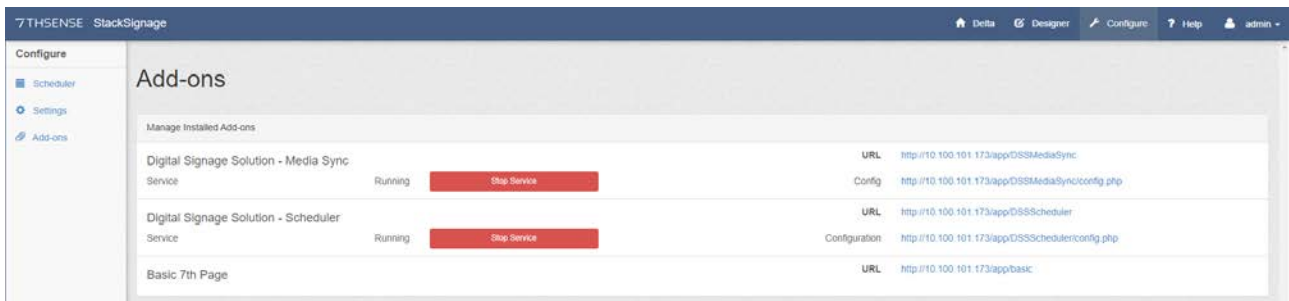 7THSENSE StackSignage Delta Designer Configure ? Help admin
Configure
Scheduler
Settings
Add-ons
Add-ons
Manage Installed Add-ons
Digital Signage Solution - Media Sync URL http://10.100.101.173/app/DSSMediaSync
Service Running Stop Service Config http://10.100.101.173/app/DSSMediaSync/config.php
Digital Signage Solution - Scheduler URL http://10.100.101.173/app/DSSScheduler
Service Running Stop Service Configuration http://10.100.101.173/app/DSSScheduler/config.php
Basic 7th Page URL http://10.100.101.173/app/basic